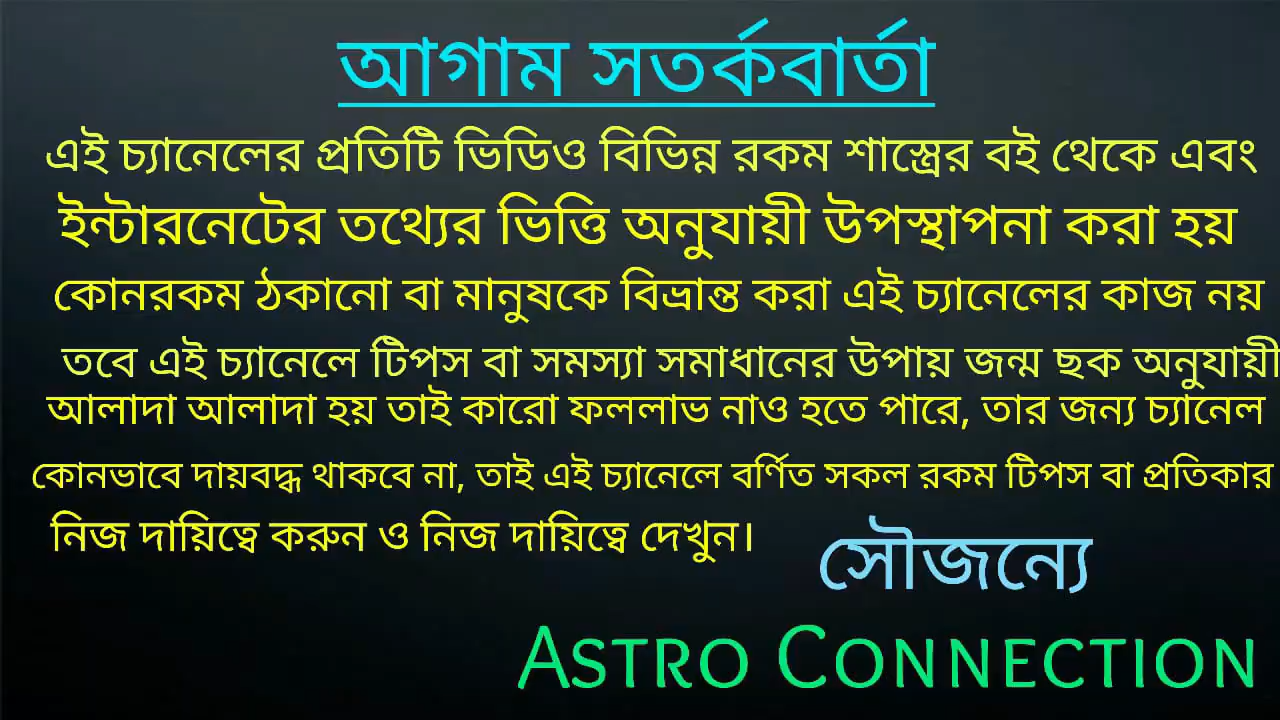 আগাম সতর্কবার্তা
এই চ্যানেলের প্রতিটি ভিডিও বিভিন্ন রকম শাস্ত্রের বই থেকে এবং
ইন্টারনেটের তথ্যের ভিত্তি অনুযায়ী উপস্থাপনা করা হয়
কোনরকম ঠকানো বা মানুষকে বিভ্রান্ত করা এই চ্যানেলের কাজ নয়
তবে এই চ্যানেলে টিপস বা সমস্যা সমাধানের উপায় জন্ম ছক অনুযায়ী
আলাদা আলাদা হয় তাই কারো ফললাভ নাও হতে পারে, তার জন্য চ্যানেল
কোনভাবে দায়বদ্ধ থাকবে না, তাই এই চ্যানেলে বর্ণিত সকল রকম টিপস বা প্রতিকার
নিজ দায়িত্বে করুন ও নিজ দায়িত্বে দেখুন।
সৌজন্যে
ASTRO CONNECTION